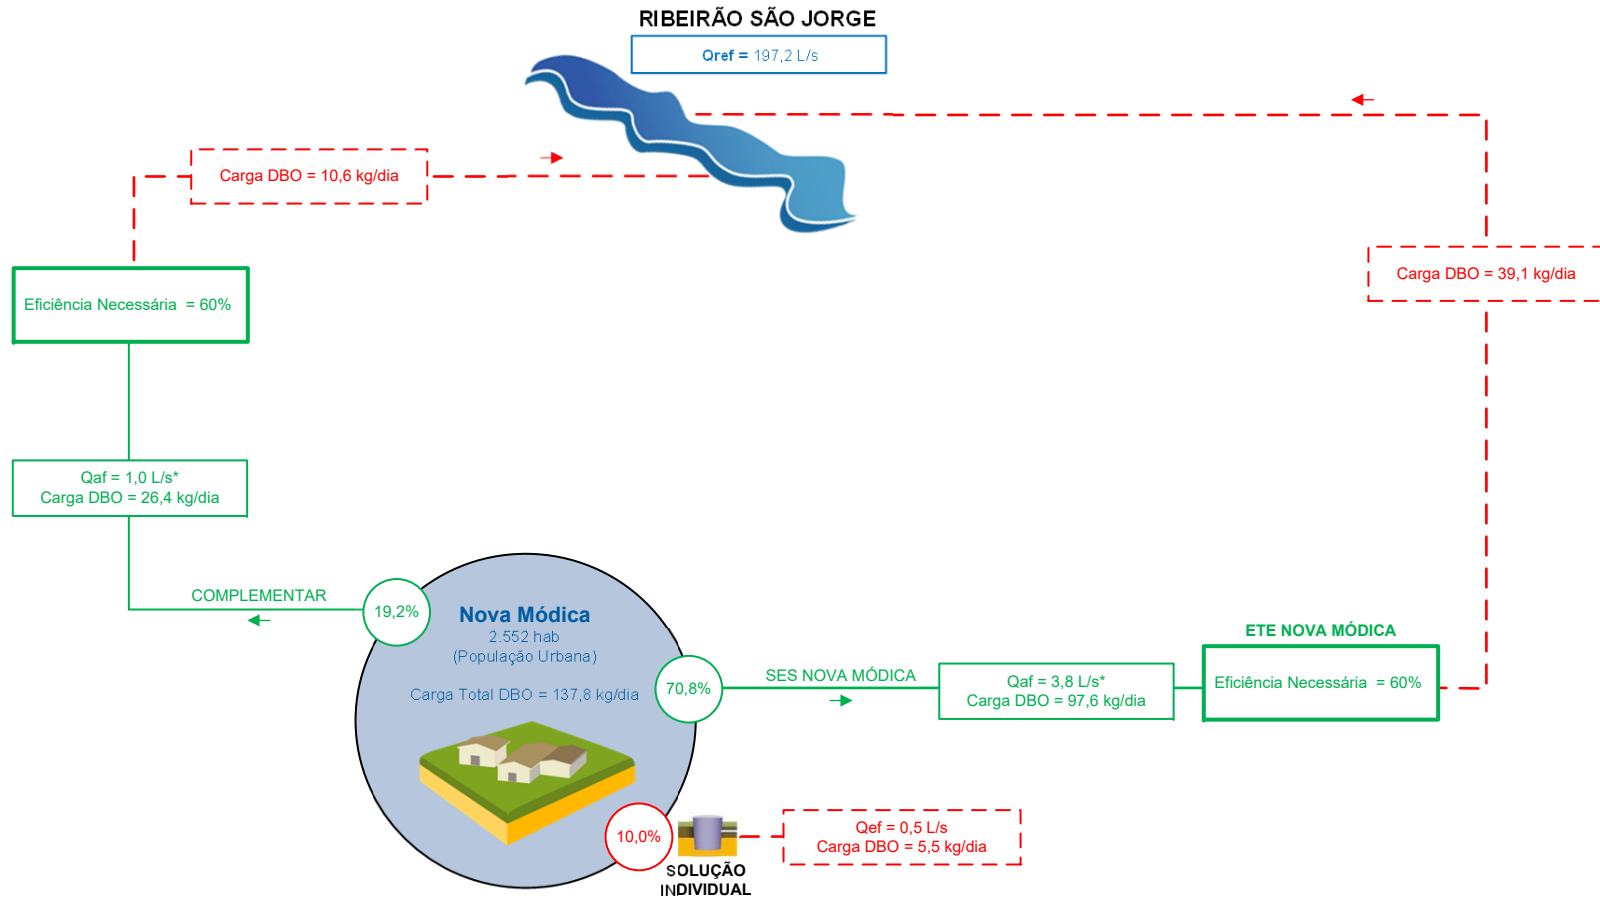 RIBEIRÃO SÃO JORGE
Qref = 197,2 L/s
Carga DBO = 10,6 kg/dia
Carga DBO = 39,1 kg/dia
Eficiência Necessária = 60%
Qaf = 1,0 L/s*
Carga DBO = 26,4 kg/dia
COMPLEMENTAR
19,2%
Nova Módica
2.552 hab
(População Urbana)
Carga Total DBO = 137,8 kg/dia
70,8%
SES NOVA MÓDICA
Qaf = 3,8 L/s*
Carga DBO = 97,6 kg/dia
ETE NOVA MÓDICA
Eficiência Necessária = 60%
10,0%
SOLUÇÃO
INDIVIDUAL
Qef = 0,5 L/s
Carga DBO = 5,5 kg/dia